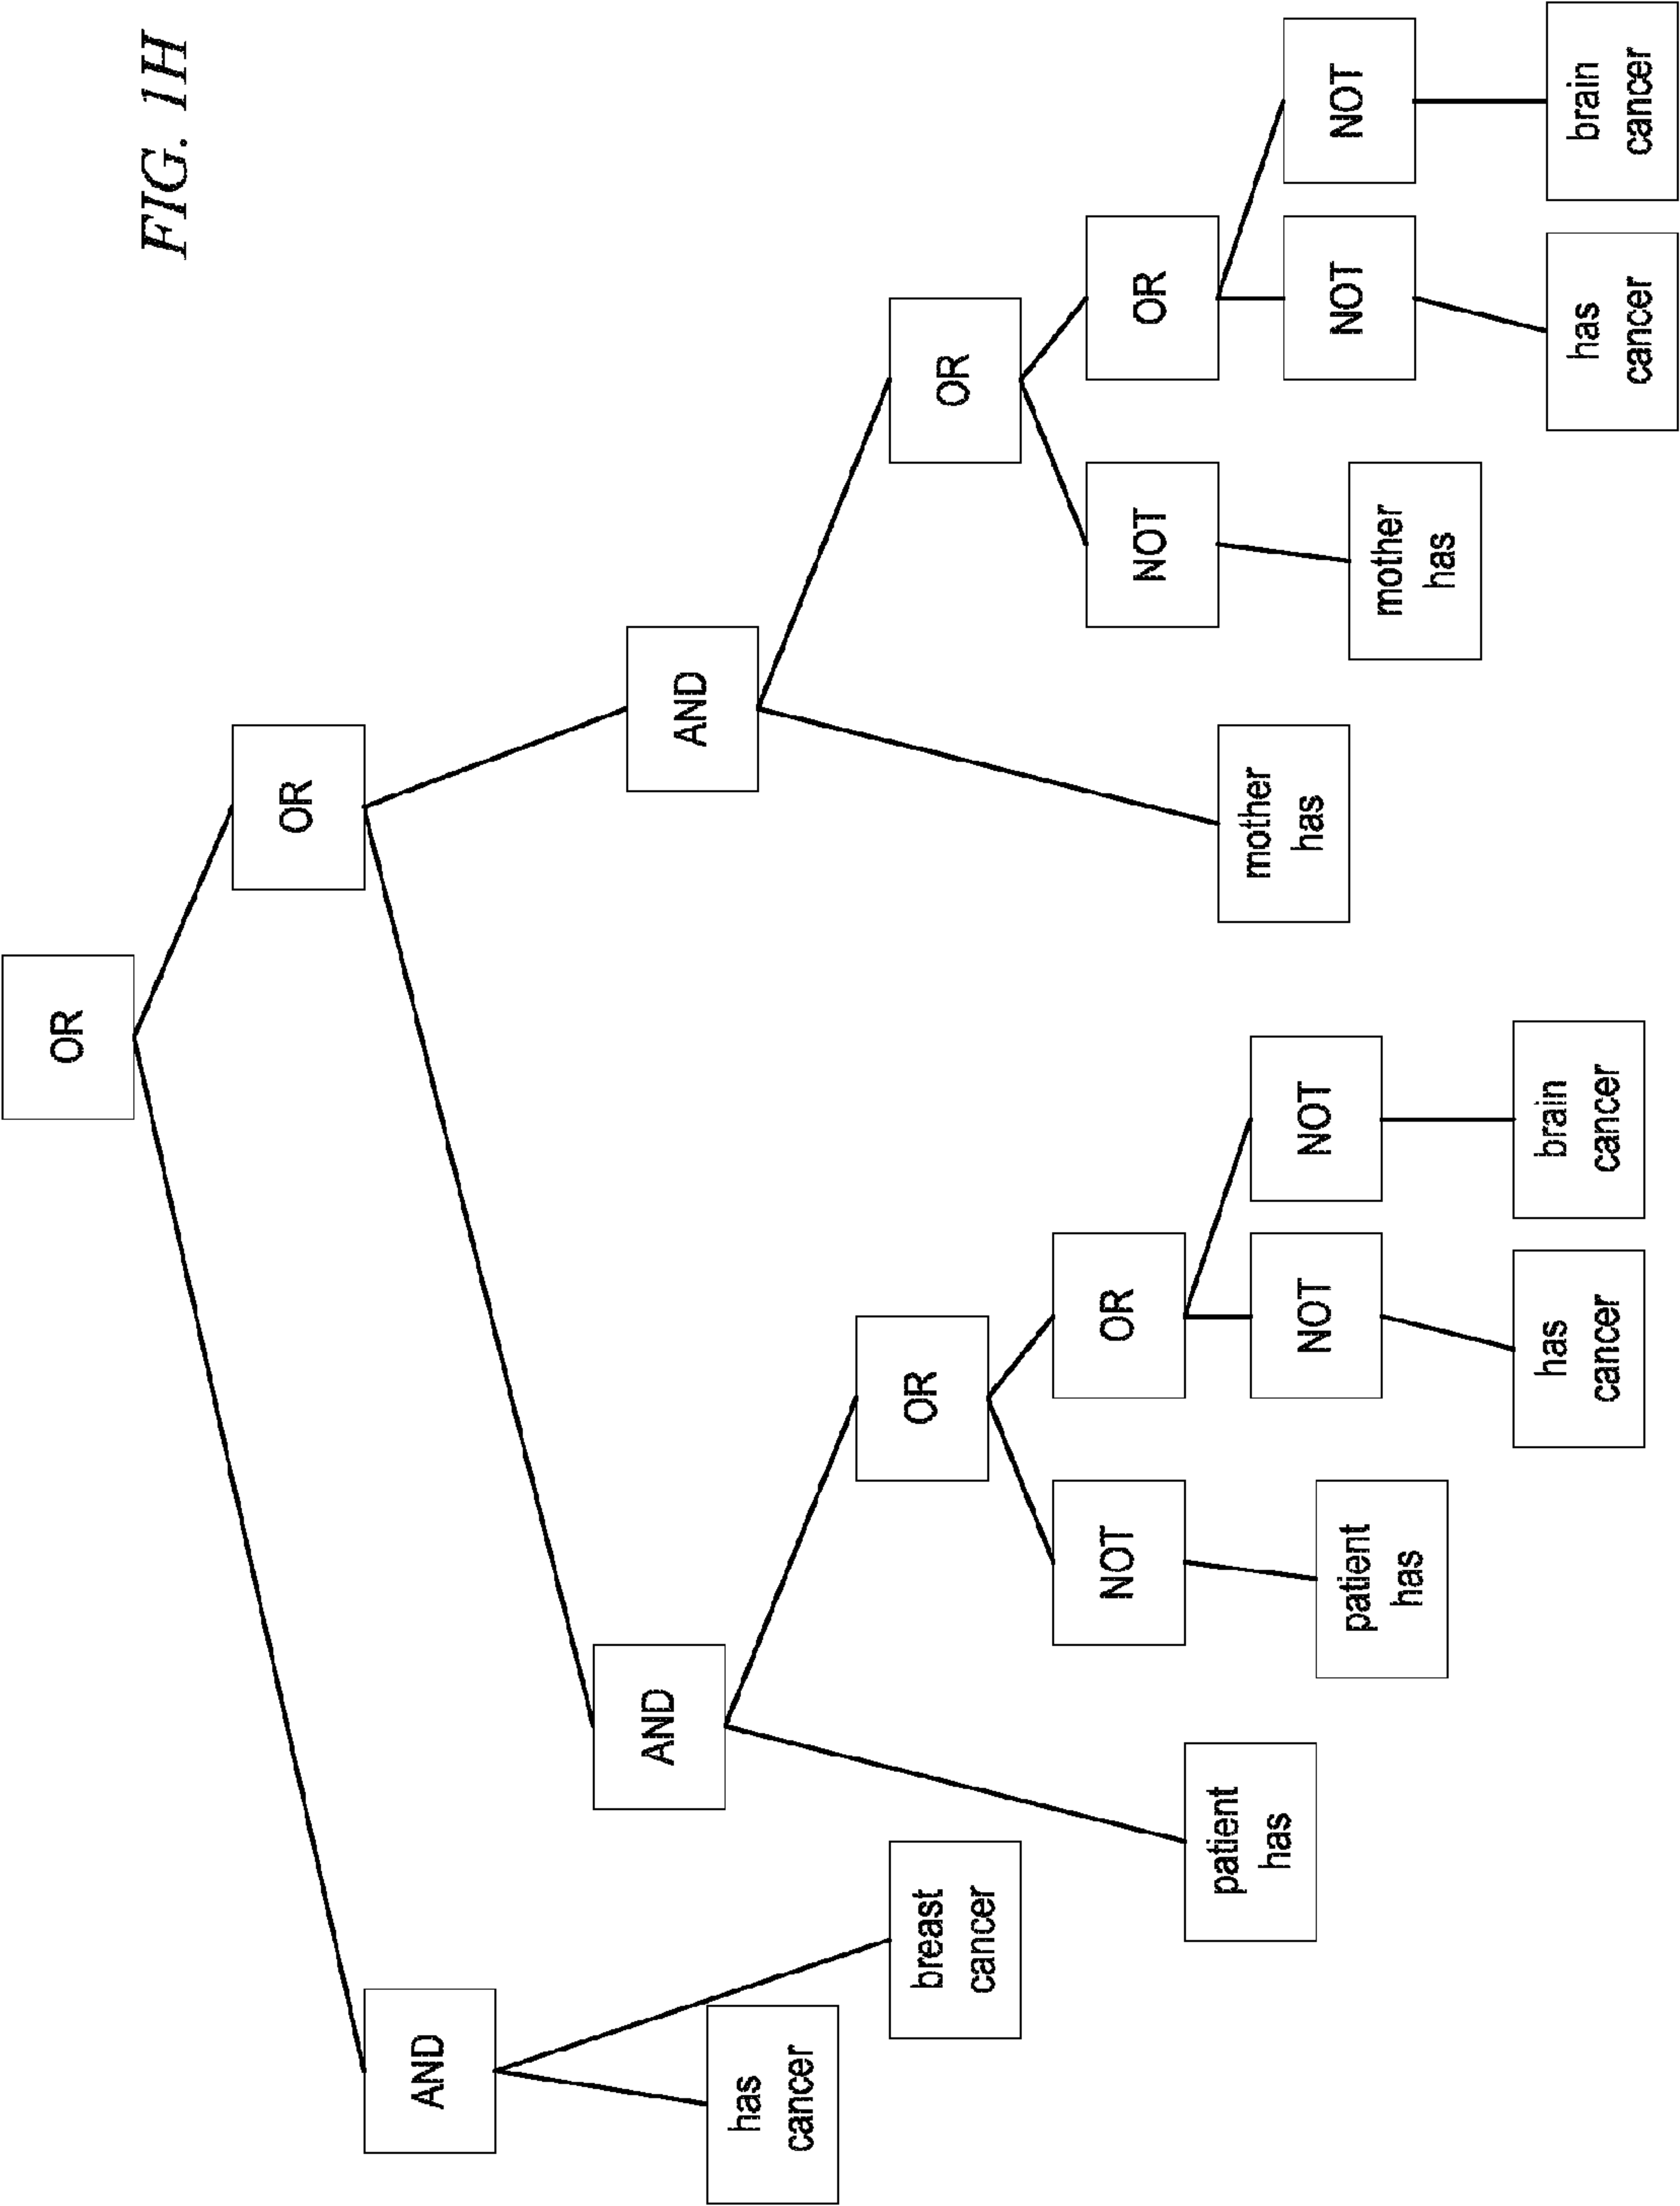 FIG. 1H
OR
OR
AND
AND
AND
has
cancer
breast
cancer
OR
OR
patient
has
NOT
OR
mother
has
NOT
OR
patient
has
NOT
NOT
mother
has
NOT
NOT
has
cancer
brain
cancer
has
cancer
brain
cancer